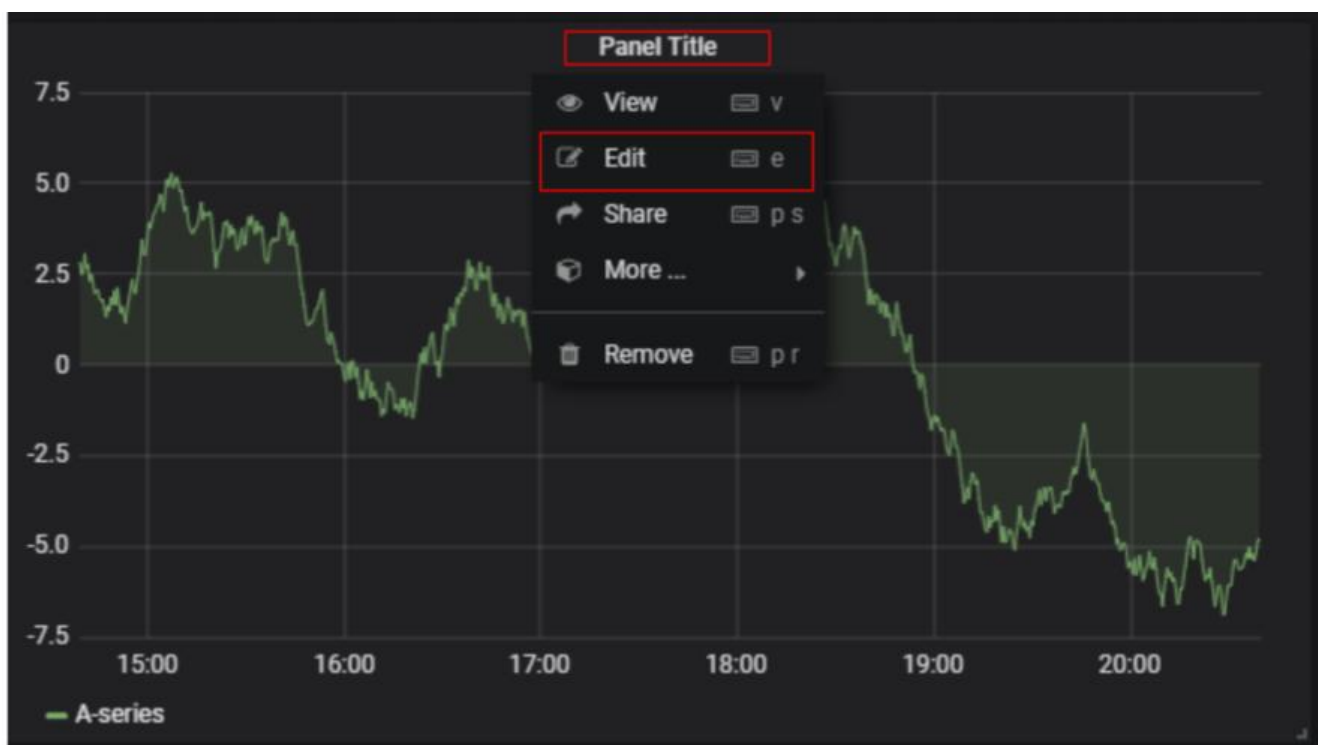 Panel Title
View v
Edit e
Share p s
More ...
Remove p r
7.5
5.0
2.5
0
-2.5
-5.0
-7.5
15:00 16:00 17:00 18:00 19:00 20:00
A-series